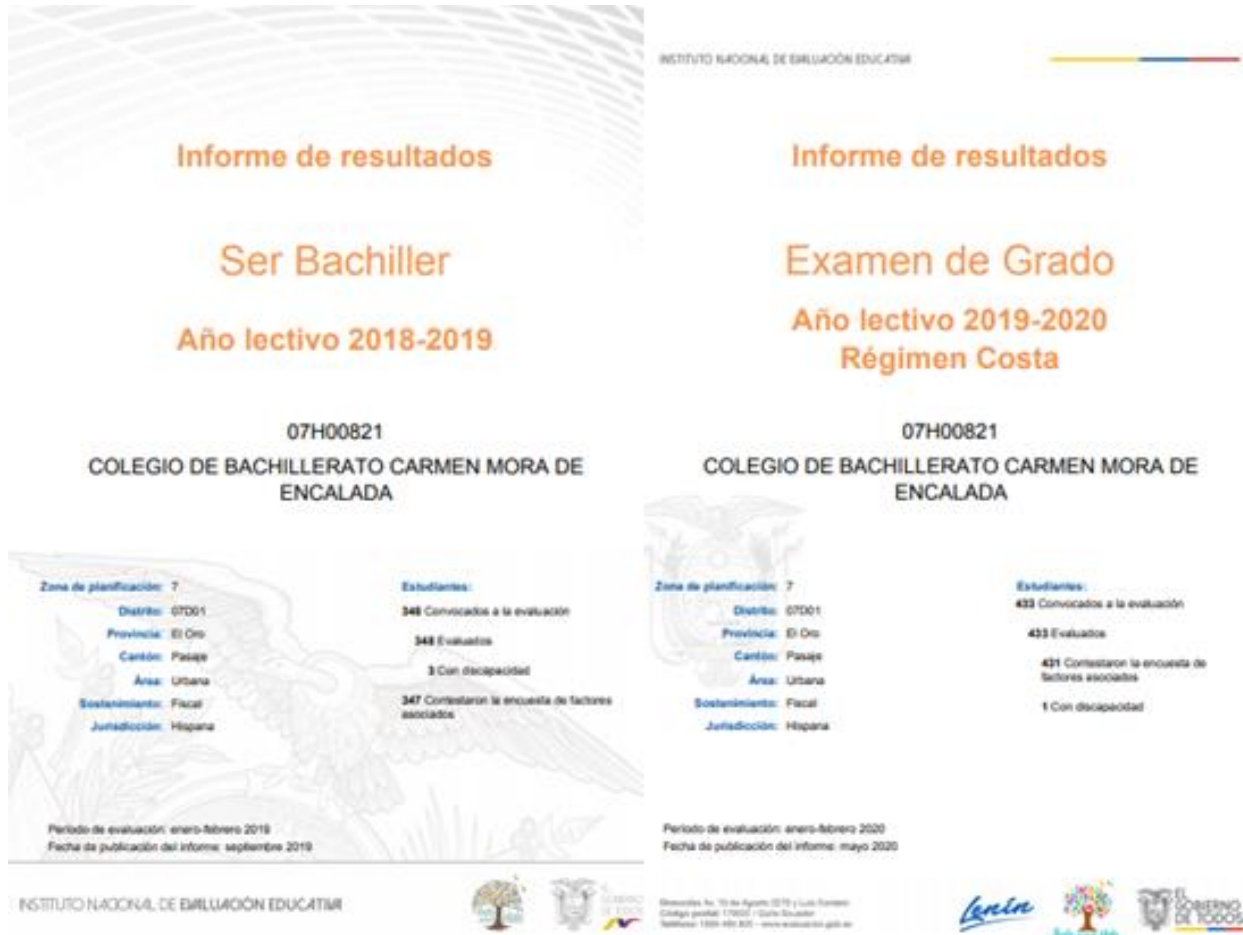 Informe de resultados
Ser Bachiller
Año lectivo 2018-2019
07H00821
COLEGIO DE BACHILLERATO CARMEN MORA DE
ENCALADA
Zona de planificación: 7
Distrito: 07D01
Provincia: El Oro
Cantón: Pasaje
Área: Urbana
Sostenimiento: Fiscal
Jurisdicción: Hispana
Estudiantes:
348 Convocados a la evaluación
348 Evaluados
3 Con discapacidad
347 Contestaron la encuesta de factores
asociados
Período de evaluación: enero-febrero 2019
Fecha de publicación del informe: septiembre 2019
INSTITUTO NACIONAL DE EVALUACIÓN EDUCATIVA
INSTITUTO NACIONAL DE EVALUACIÓN EDUCATIVA
Informe de resultados
Examen de Grado
Año lectivo 2019-2020
Régimen Costa
07H00821
COLEGIO DE BACHILLERATO CARMEN MORA DE
ENCALADA
Zona de planificación: 7
Distrito: 07D01
Provincia: El Oro
Cantón: Pasaje
Área: Urbana
Sostenimiento: Fiscal
Jurisdicción: Hispana
Estudiantes:
433 Convocados a la evaluación
433 Evaluados
431 Contestaron la encuesta de
factores asociados
1 Con discapacidad
Período de evaluación: enero-febrero 2020
Fecha de publicación del informe: mayo 2020
Lenín
EL
GOBIERNO
DE TODOS